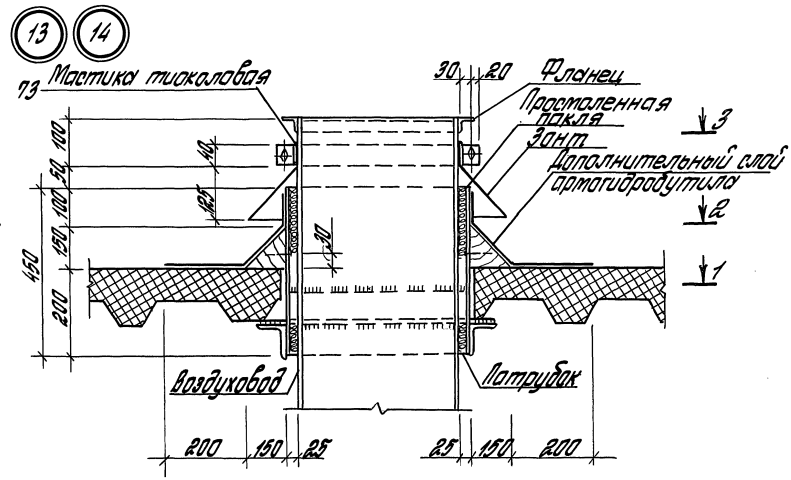 13 14
73
Мастика тиоколовая
30 20
Фланец
Просмоленная
пакля
Зонт
Дополнительный слой
армогидробутила
3
2
1
100
50
100
150
200
450
40
125
30
Воздуховод
Патрубок
200 150 25
25 150 200